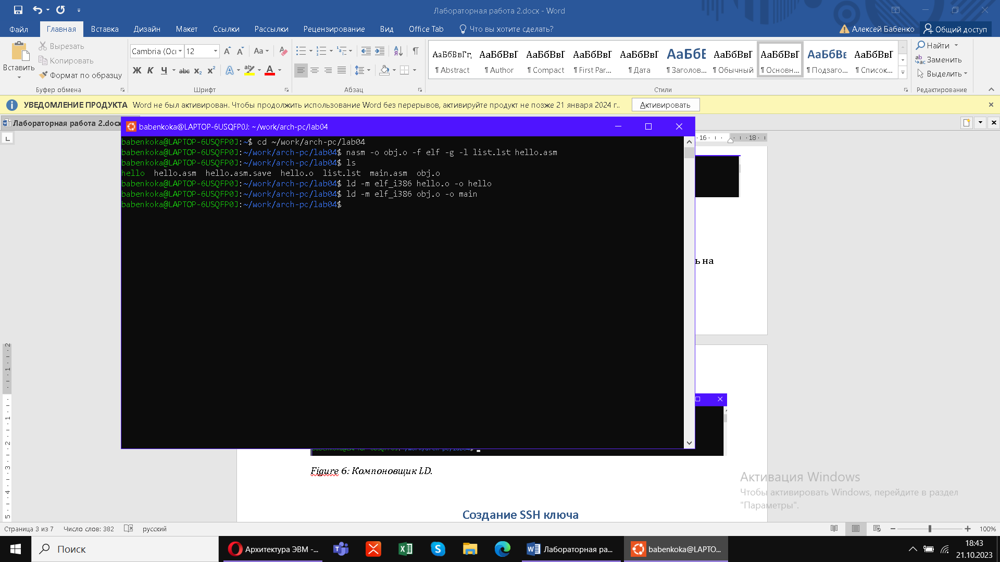 Лабораторная работа 2.docx - Word
Файл Главная Вставка Дизайн Макет Ссылки Рассылки Рецензирование Вид Office Tab Что вы хотите сделать? Алексей Бабенко Общий доступ
Вставить
Вырезать
Копировать
Формат по образцу
Буфер обмена
Cambria (Ос 12
Шрифт
Абзац
АаБбВвГг, АаБбВвГ АаБбВвГ АаБбВвГ АаБбВвГ АаБбЕ АаБбВвГ АаБбВвГ АаБбВв АаБбВвГ
¶ Abstract ¶ Author ¶ Compact ¶ First Par... ¶ Дата ¶ Заголов... ¶ Обычный ¶ Основн... ¶ Подзаго... ¶ Список...
Стили
Найти
Заменить
Выделить
Редактирование
УВЕДОМЛЕНИЕ ПРОДУКТА Word не был активирован. Чтобы продолжить использование Word без перерывов, активируйте продукт не позже 21 января 2024 г.. Активировать
Лабораторная работа 2.docx
babenkoka@LAPTOP-6USQFP0J: ~/work/arch-pc/lab04
babenkoka@LAPTOP-6USQFP0J:~$ cd ~/work/arch-pc/lab04
babenkoka@LAPTOP-6USQFP0J:~/work/arch-pc/lab04$ nasm -o obj.o -f elf -g -l list.lst hello.asm
babenkoka@LAPTOP-6USQFP0J:~/work/arch-pc/lab04$ ls
hello hello.asm hello.asm.save hello.o list.lst main.asm obj.o
babenkoka@LAPTOP-6USQFP0J:~/work/arch-pc/lab04$ ld -m elf_i386 hello.o -o hello
babenkoka@LAPTOP-6USQFP0J:~/work/arch-pc/lab04$ ld -m elf_i386 obj.o -o main
babenkoka@LAPTOP-6USQFP0J:~/work/arch-pc/lab04$
16 18
ь на
Figure 6: Компоновщик LD.
Создание SSH ключа
Активация Windows
Чтобы активировать Windows, перейдите в раздел
"Параметры".
Страница 3 из 7 Число слов: 382 русский 100%
Поиск
Архитектура ЭВМ -...
Лабораторная ра...
babenkoka@LAPTO...
18:43
21.10.2023